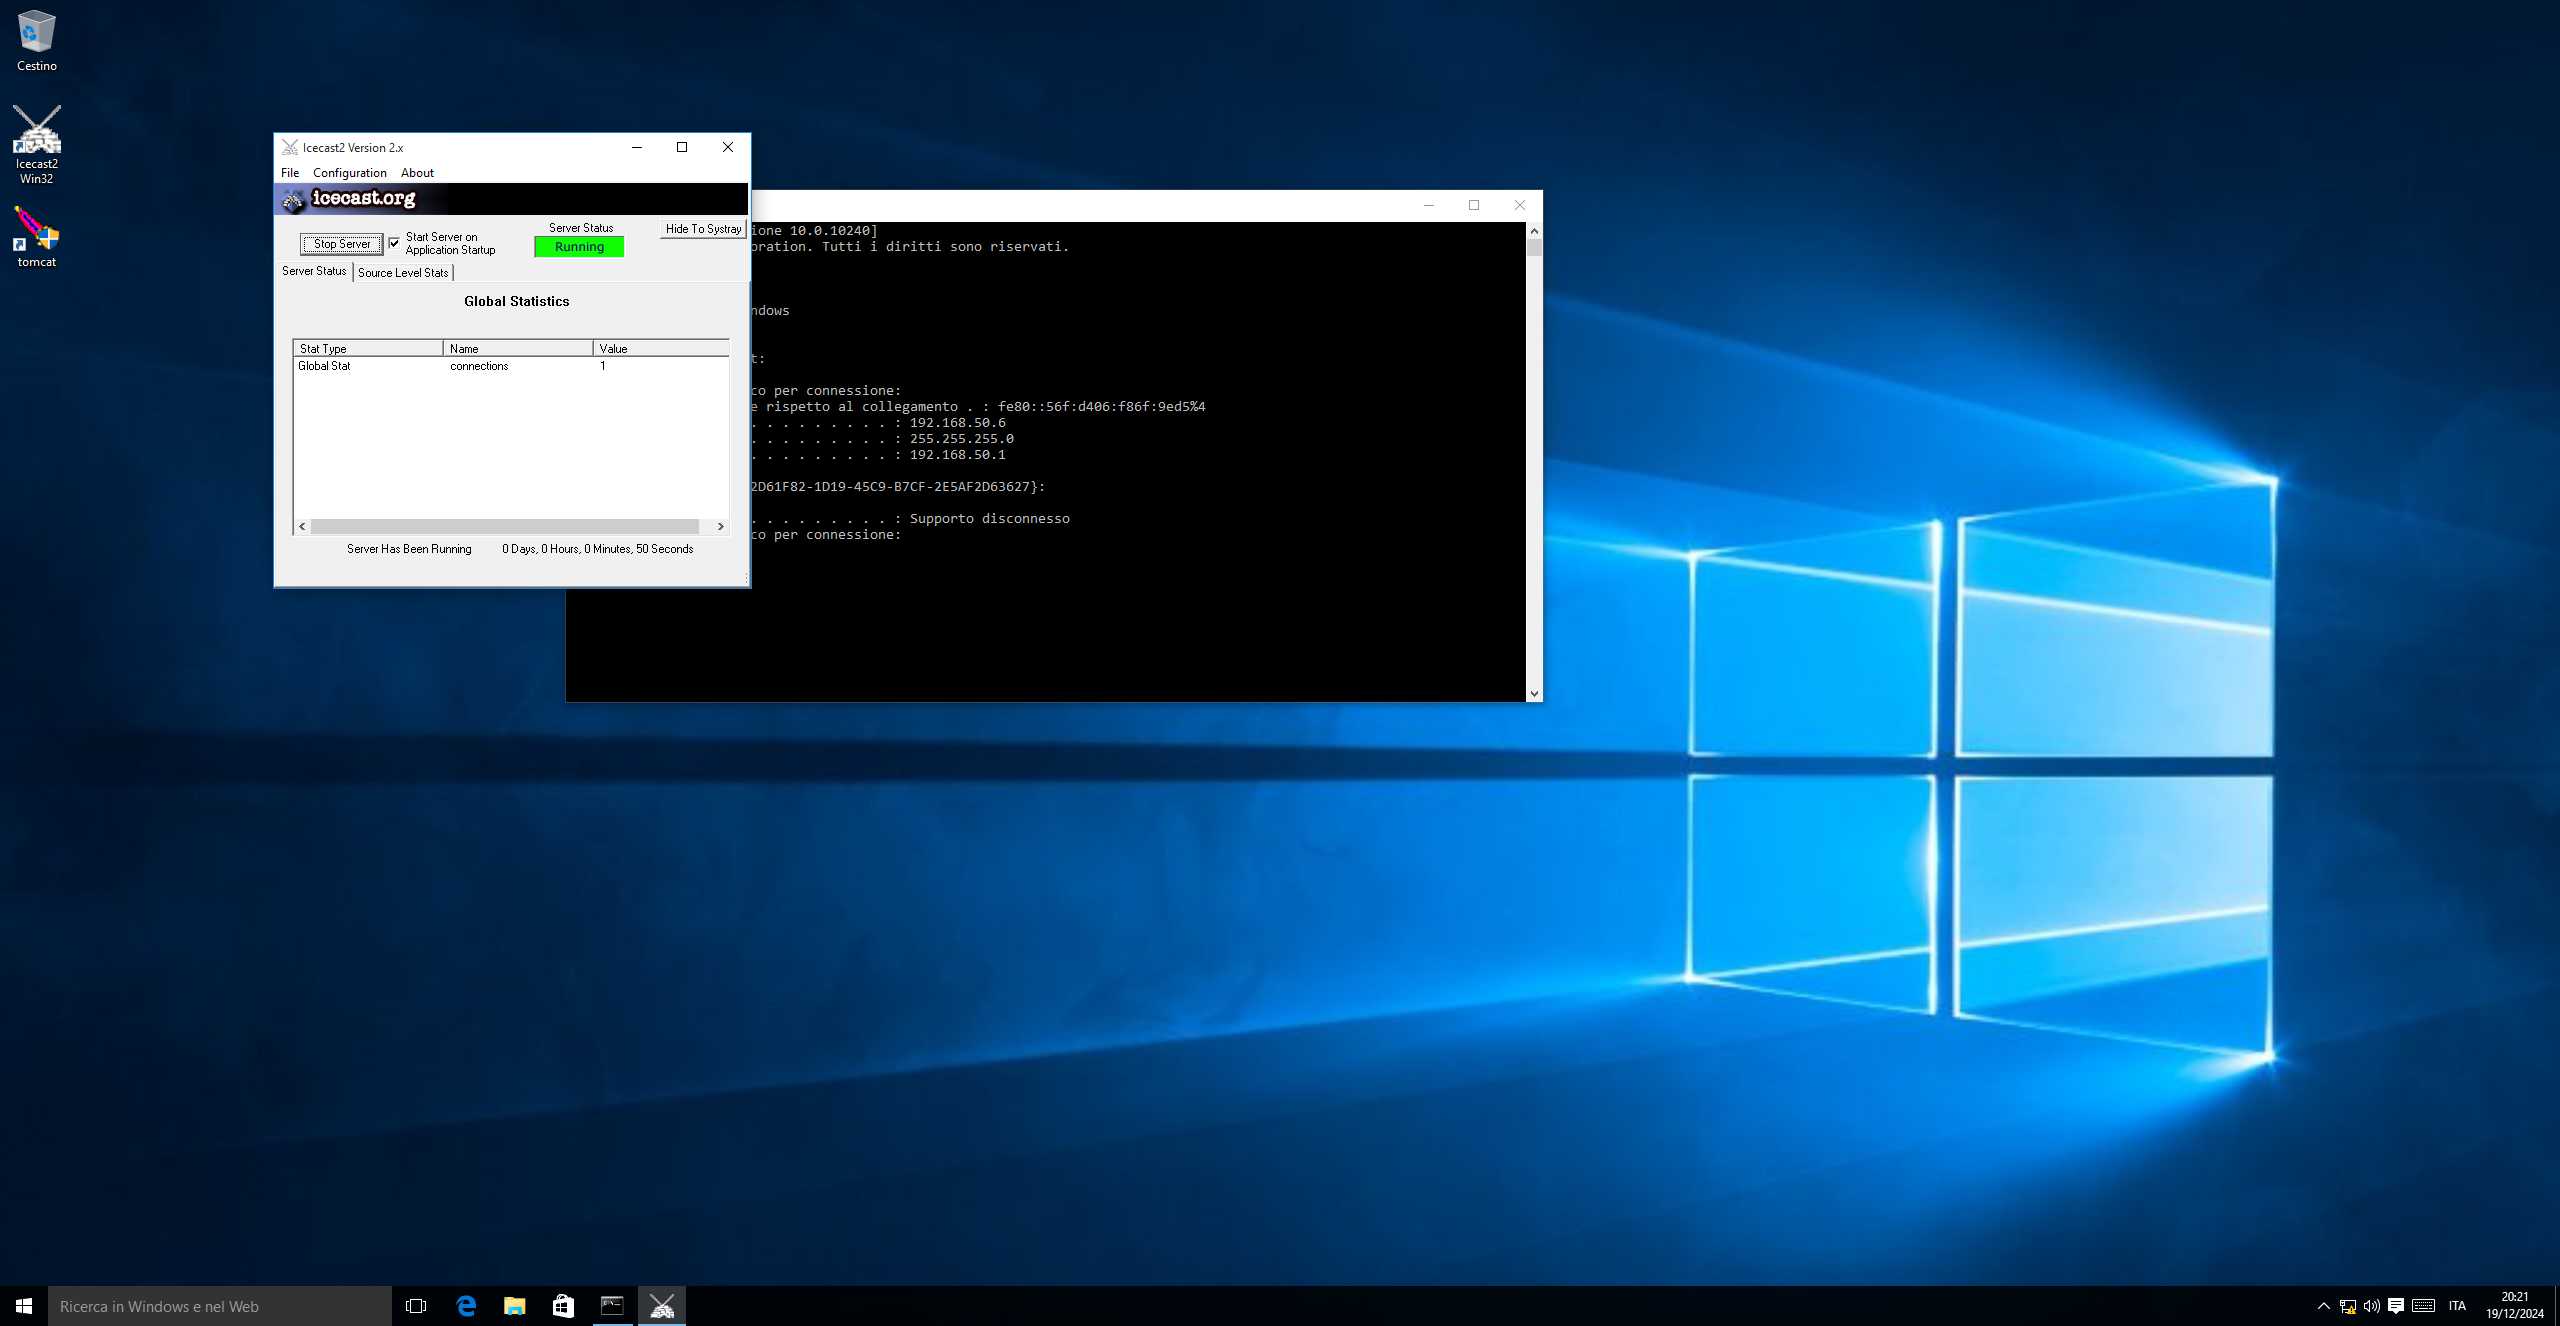 Cestino
Icecast2
Win32
tomcat
Icecast2 Version 2.x
File Configuration About
icecast.org
Stop Server
Start Server on
Application Startup
Server Status
Running
Hide To Systray
Server Status Source Level Stats
Global Statistics
Stat Type Name Value
Global Stat connections 1
Server Has Been Running 0 Days, 0 Hours, 0 Minutes, 50 Seconds
ione 10.0.10240]
oration. Tutti i diritti sono riservati.
ndows
t:
co per connessione:
e rispetto al collegamento . : fe80::56f:d406:f86f:9ed5%4
. . . . . . . . . : 192.168.50.6
. . . . . . . . . : 255.255.255.0
. . . . . . . . . : 192.168.50.1
2D61F82-1D19-45C9-B7CF-2E5AF2D63627}:
. . . . . . . . . : Supporto disconnesso
co per connessione:
Ricerca in Windows e nel Web
ITA
20:21
19/12/2024